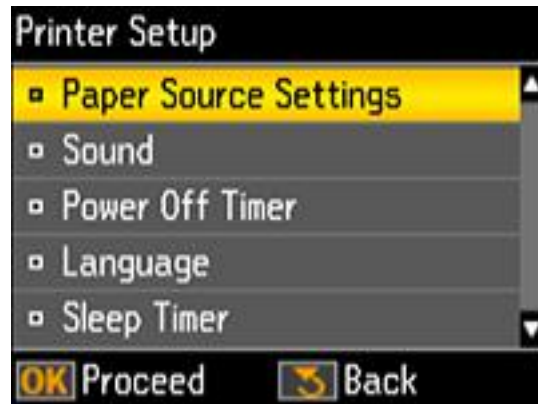 Printer Setup
Paper Source Settings
Sound
Power Off Timer
Language
Sleep Timer
OK Proceed Back